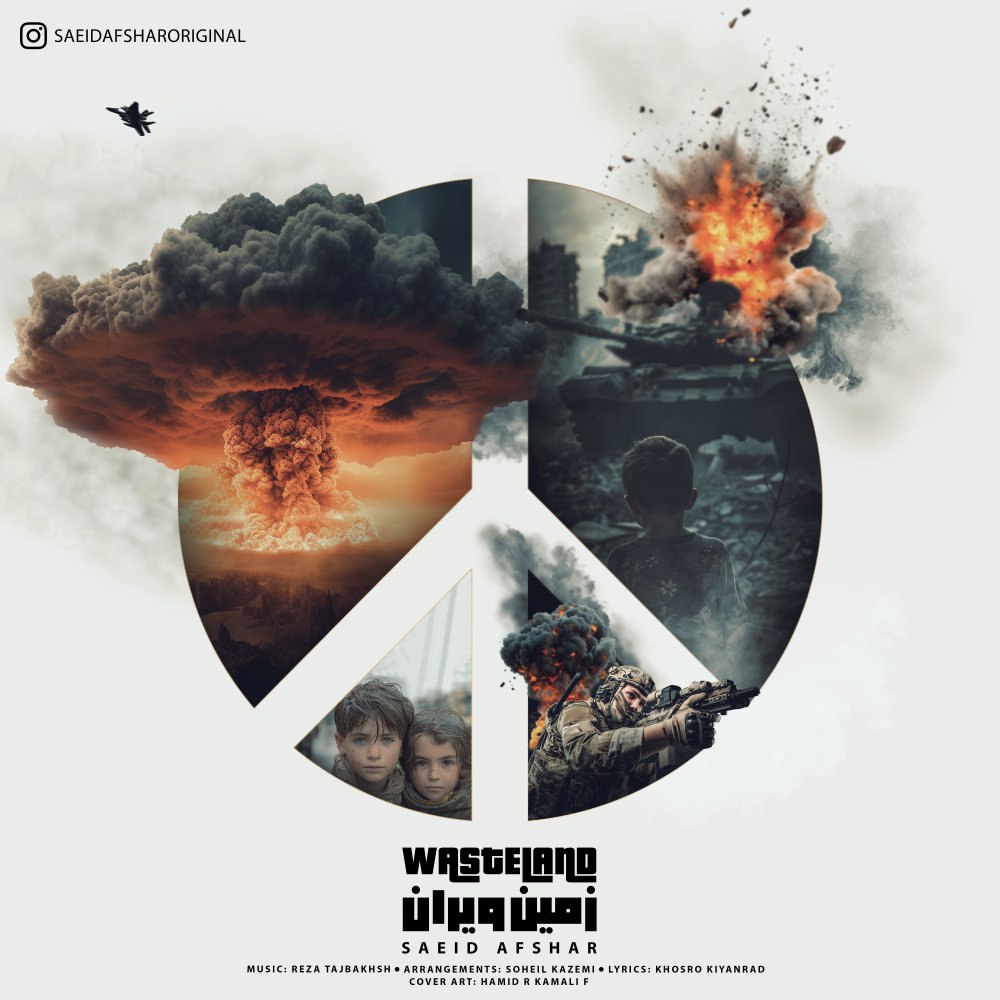 SAEIDAFSHARORIGINAL
WASTELAND
زمین ویران
SAEID AFSHAR
MUSIC: REZA TAJBAKHSH ● ARRANGEMENTS: SOHEIL KAZEMI ● LYRICS: KHOSRO KIYANRAD
COVER ART: HAMID R KAMALI F